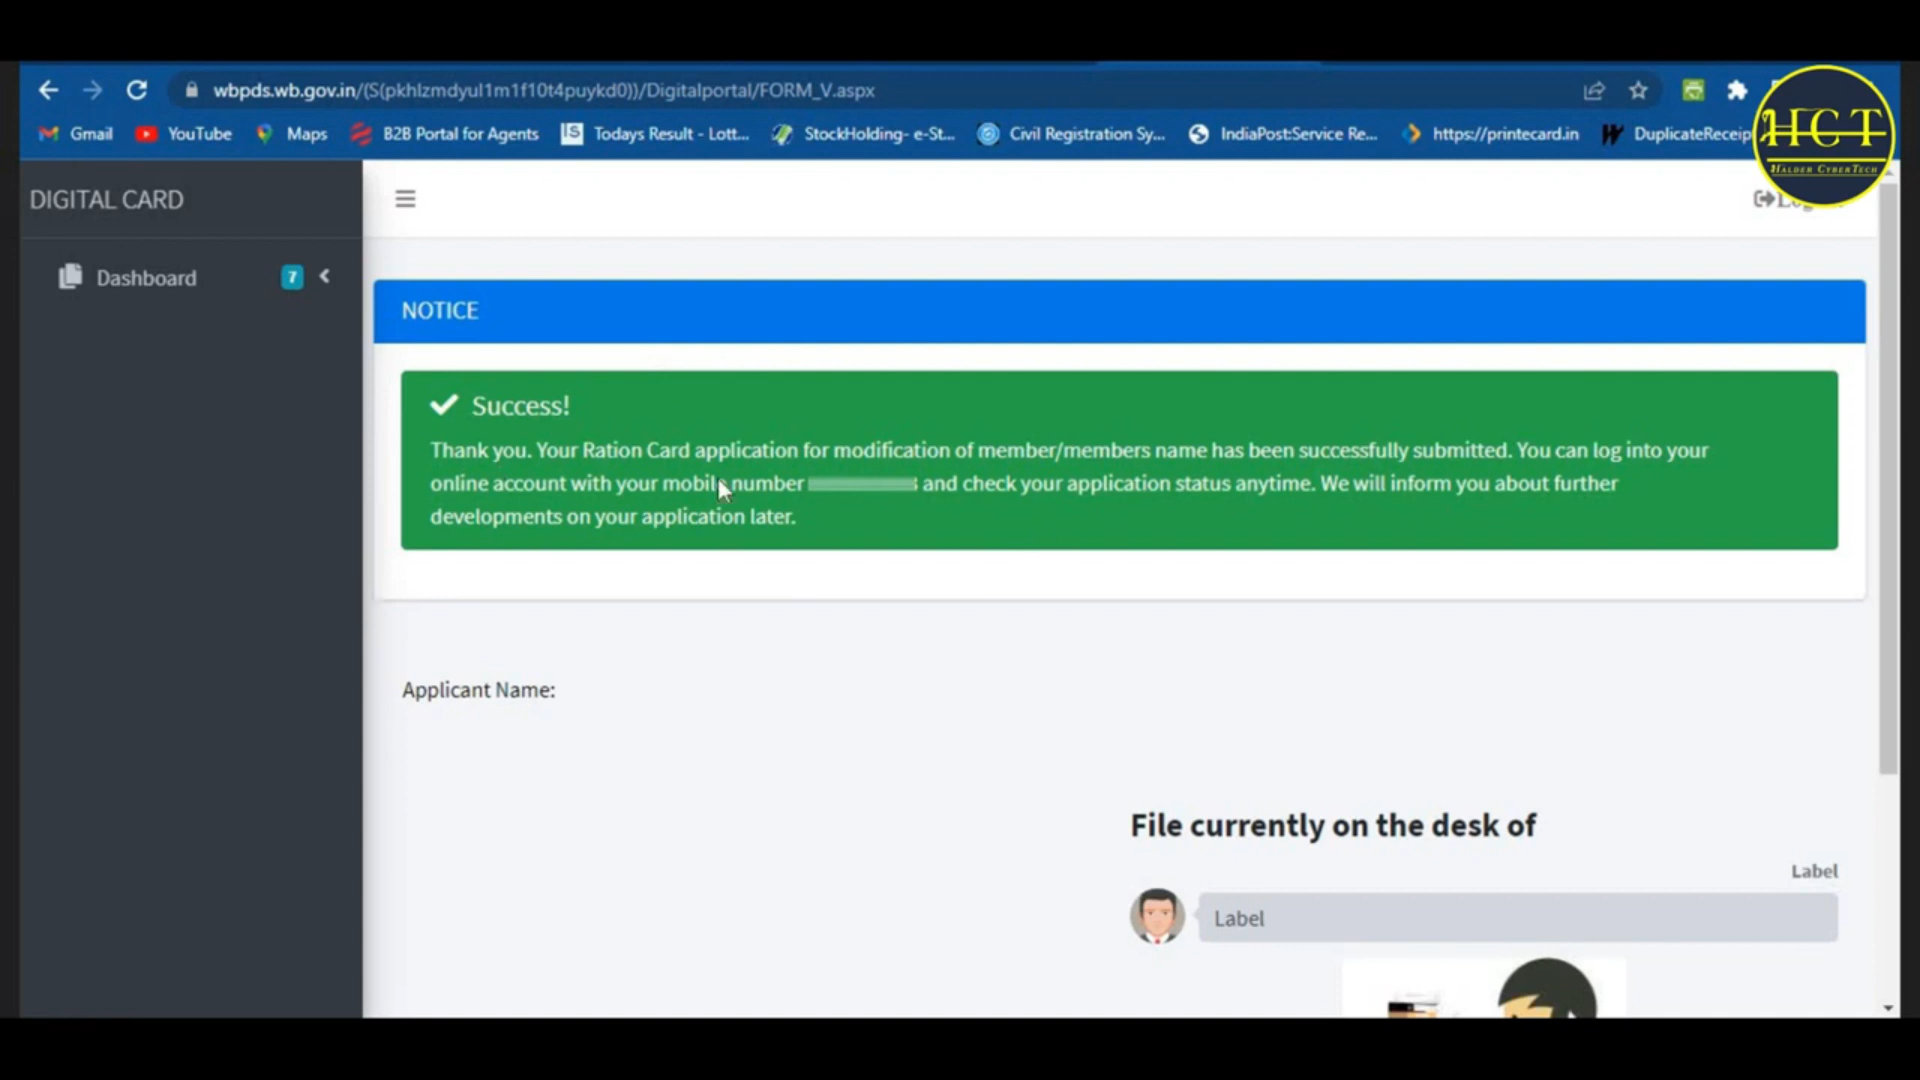 wbpds.wb.gov.in/(S(pkhlzmdyul1m1f10t4puykd0))/Digitalportal/FORM_V.aspx
Gmail YouTube Maps B2B Portal for Agents Todays Result - Lott... StockHolding- e-St... Civil Registration Sy... IndiaPost:Service Re... https://printecard.in DuplicateReceip
HCT
HALDER CYBERTECH
DIGITAL CARD
Dashboard 7
NOTICE
Success!
Thank you. Your Ration Card application for modification of member/members name has been successfully submitted. You can log into your
online account with your mobile number and check your application status anytime. We will inform you about further
developments on your application later.
Applicant Name:
File currently on the desk of
Label
Label